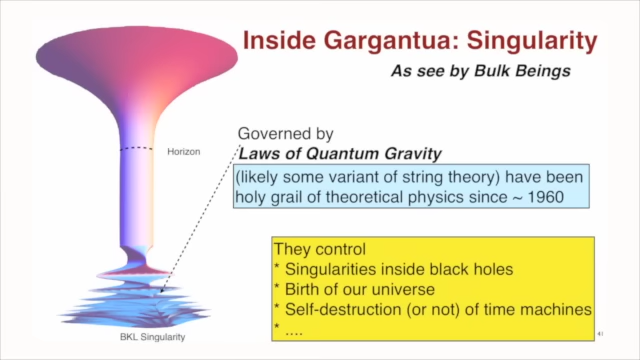 Inside Gargantua: Singularity
As see by Bulk Beings
Governed by
Laws of Quantum Gravity
(likely some variant of string theory) have been
holy grail of theoretical physics since ~ 1960
Horizon
They control
* Singularities inside black holes
* Birth of our universe
* Self-destruction (or not) of time machines
* ....
BKL Singularity
41